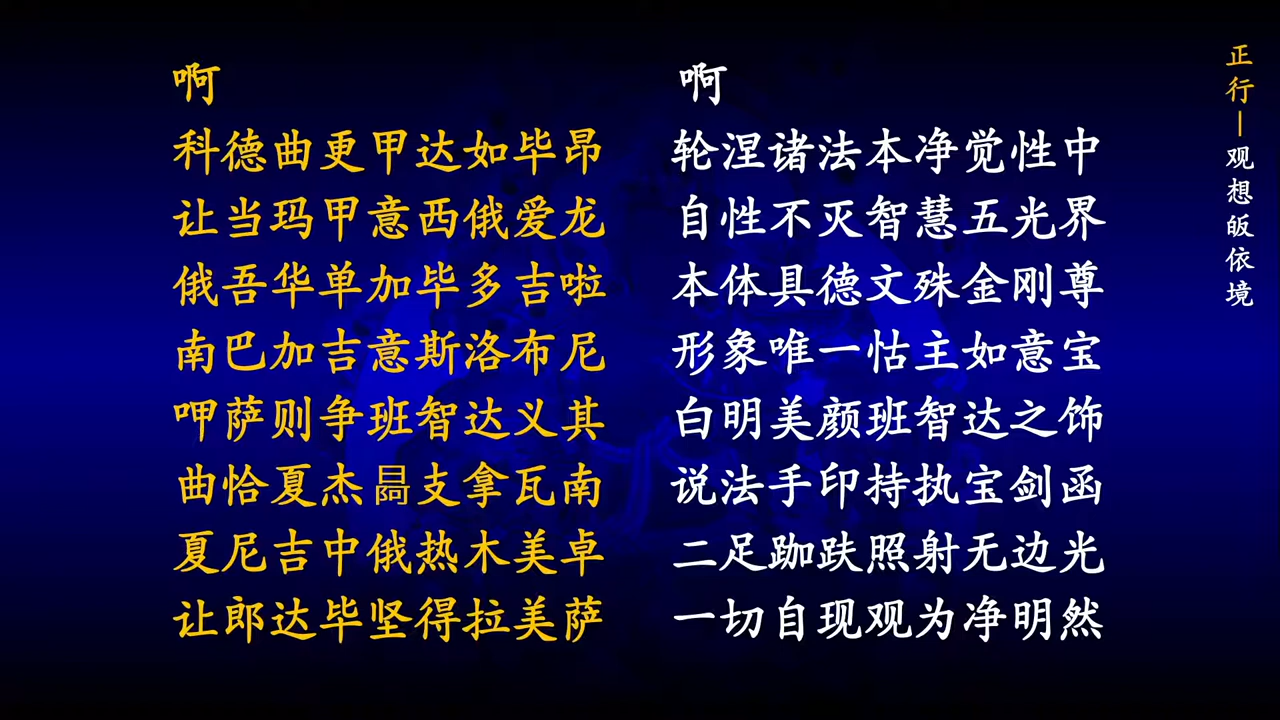 啊
科德曲更甲达如毕昂
让当玛甲意西俄爱龙
俄吾华单加毕多吉啦
南巴加吉意斯洛布尼
呷萨则争班智达义其
曲恰夏杰曷支拿瓦南
夏尼吉中俄热木美卓
让郎达毕坚得拉美萨
啊
轮涅诸法本净觉性中
自性不灭智慧五光界
本体具德文殊金刚尊
形象唯一怙主如意宝
白明美颜班智达之饰
说法手印持执宝剑函
二足跏趺照射无边光
一切自现观为净明然
正行—观想皈依境